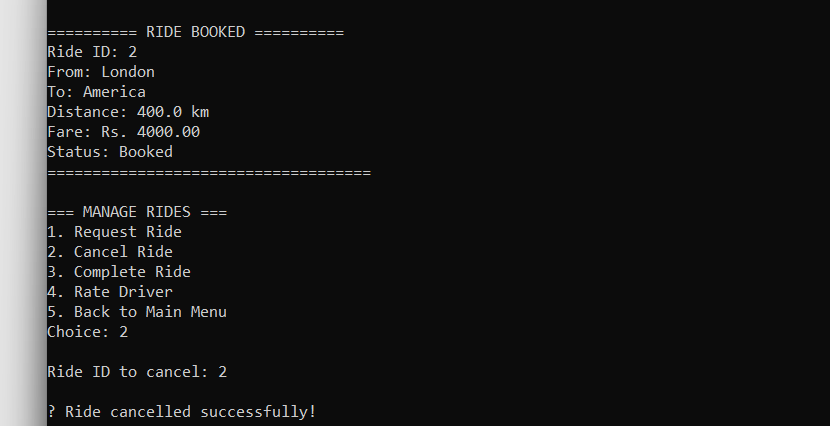 ========== RIDE BOOKED ==========
Ride ID: 2
From: London
To: America
Distance: 400.0 km
Fare: Rs. 4000.00
Status: Booked
====================================
=== MANAGE RIDES ===
1. Request Ride
2. Cancel Ride
3. Complete Ride
4. Rate Driver
5. Back to Main Menu
Choice: 2
Ride ID to cancel: 2
? Ride cancelled successfully!